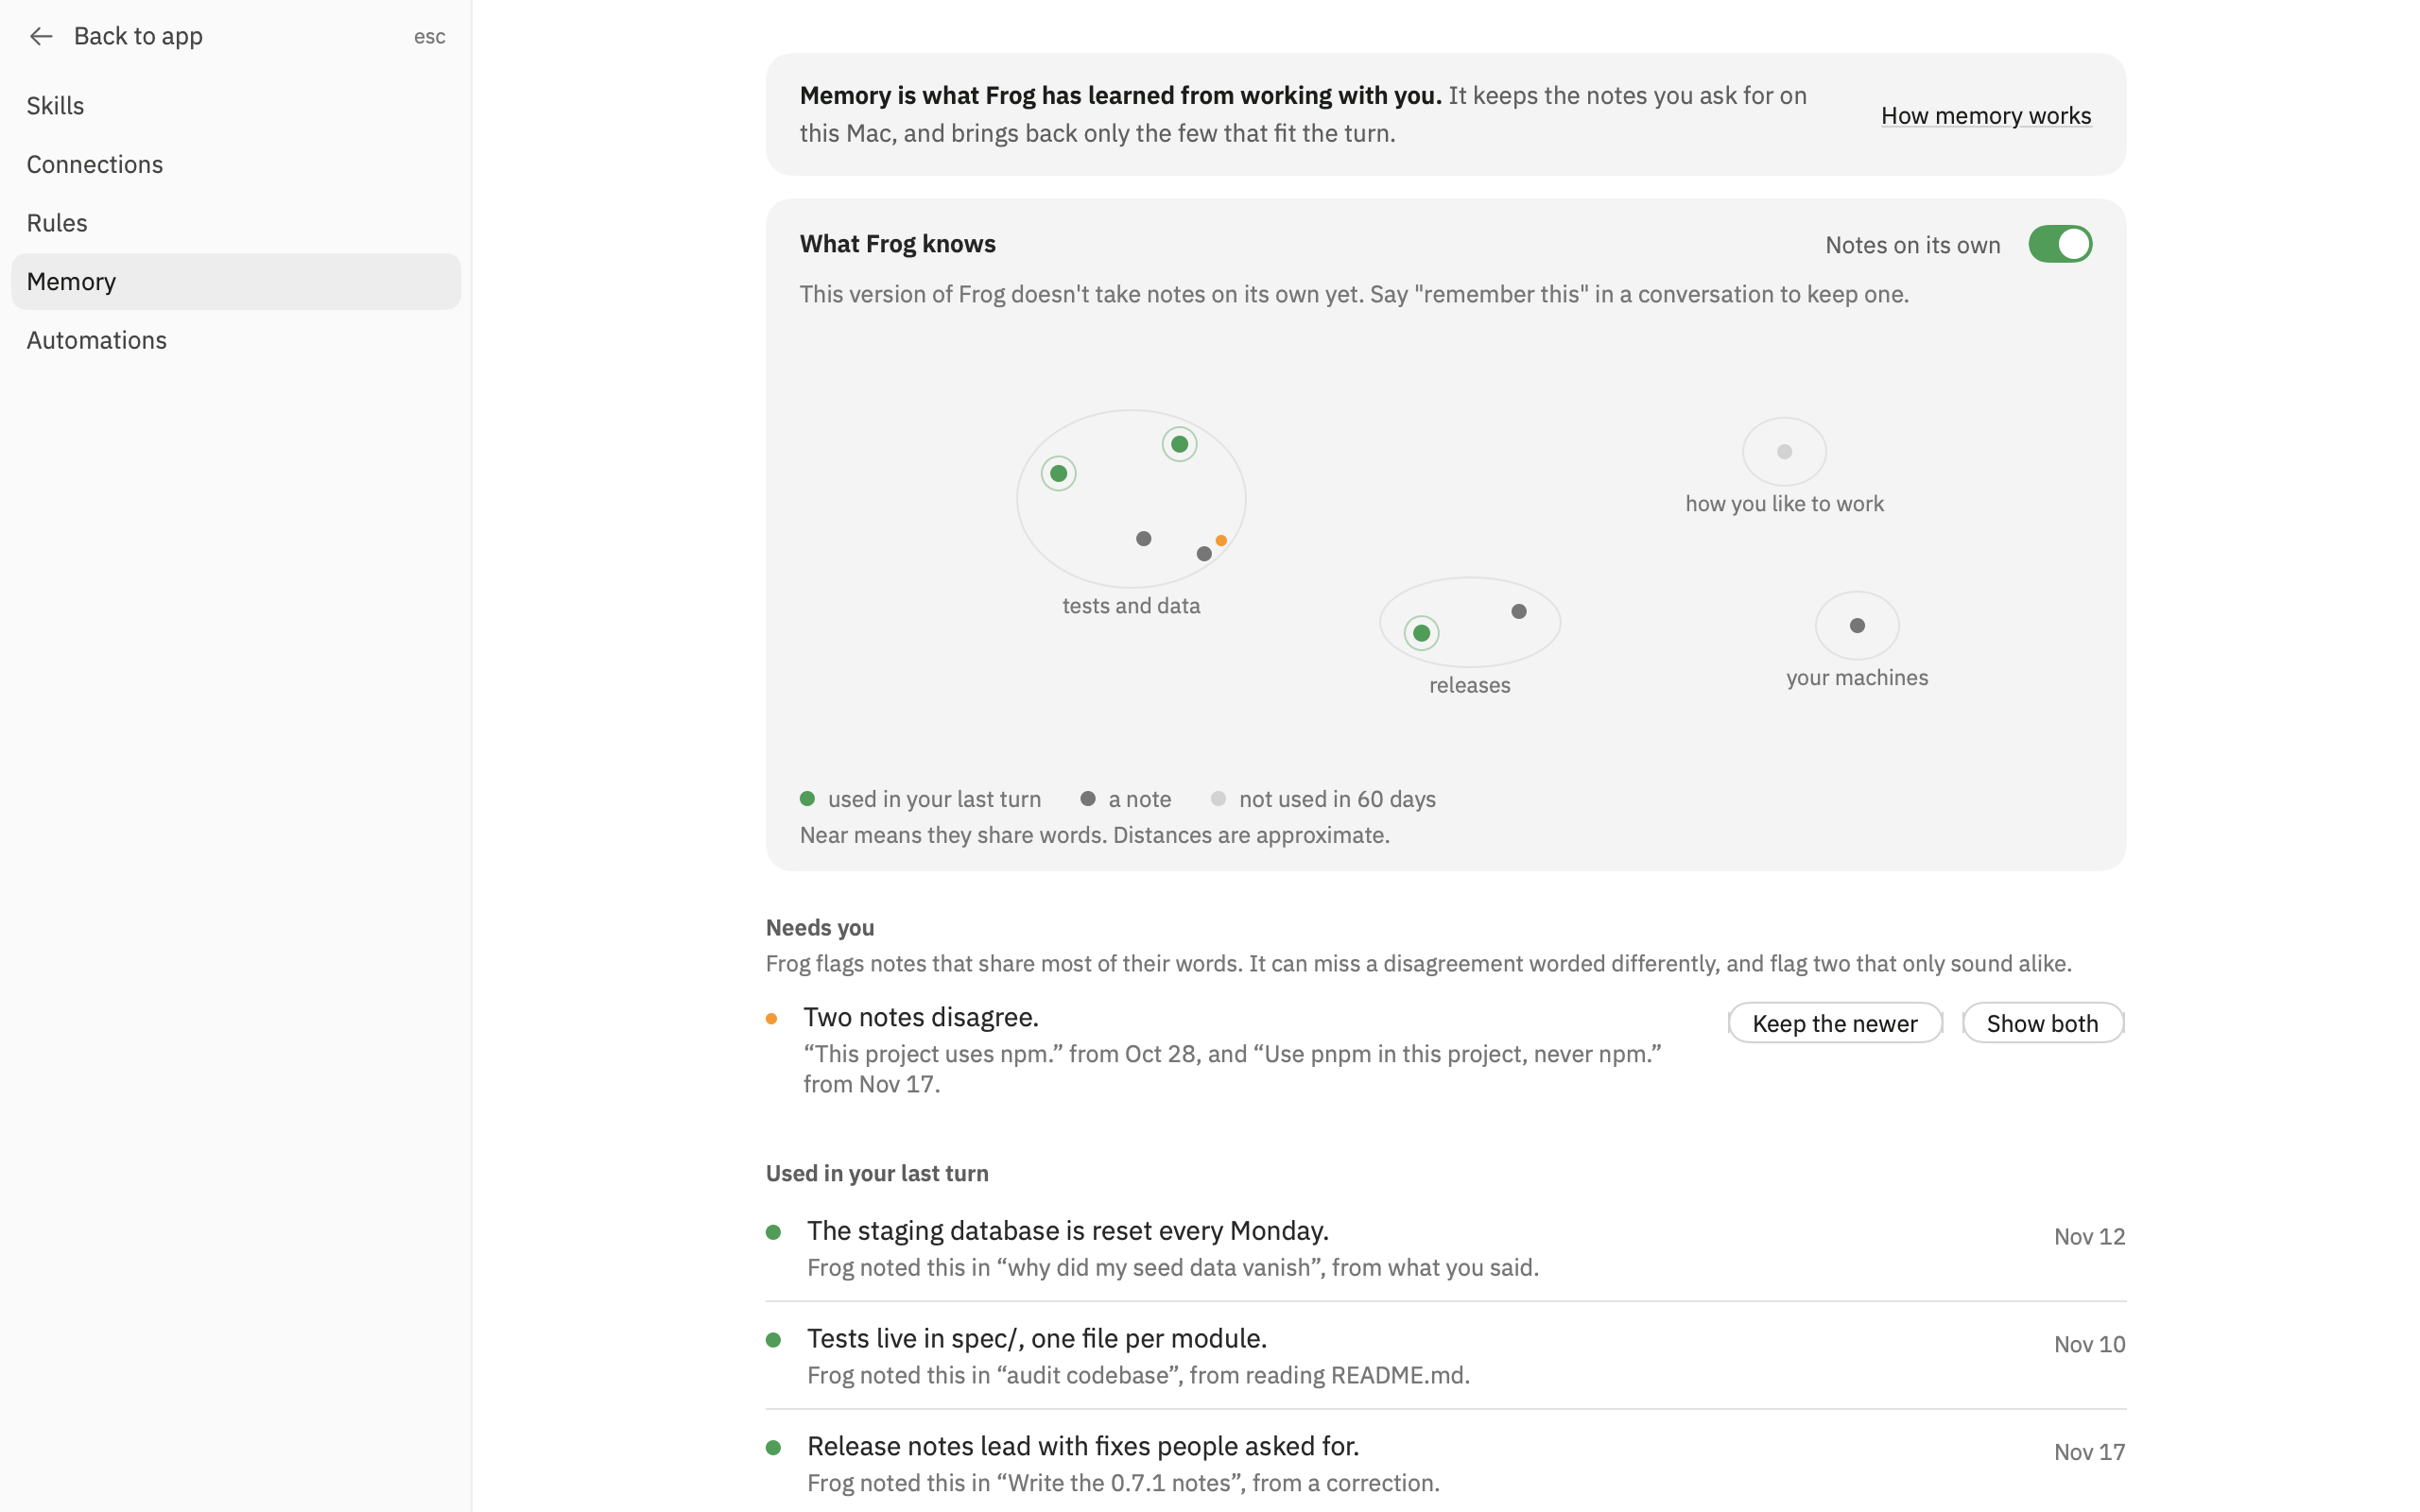 Back to app
esc
Skills
Connections
Rules
Memory
Automations
Memory is what Frog has learned from working with you. It keeps the notes you ask for on
this Mac, and brings back only the few that fit the turn.
How memory works
What Frog knows
Notes on its own
This version of Frog doesn't take notes on its own yet. Say "remember this" in a conversation to keep one.
how you like to work
tests and data
your machines
releases
used in your last turn
a note
not used in 60 days
Near means they share words. Distances are approximate.
Needs you
Frog flags notes that share most of their words. It can miss a disagreement worded differently, and flag two that only sound alike.
Two notes disagree.
“This project uses npm.” from Oct 28, and “Use pnpm in this project, never npm.”
from Nov 17.
Keep the newer
Show both
Used in your last turn
The staging database is reset every Monday.
Nov 12
Frog noted this in “why did my seed data vanish”, from what you said.
Tests live in spec/, one file per module.
Nov 10
Frog noted this in “audit codebase”, from reading README.md.
Release notes lead with fixes people asked for.
Nov 17
Frog noted this in “Write the 0.7.1 notes”, from a correction.